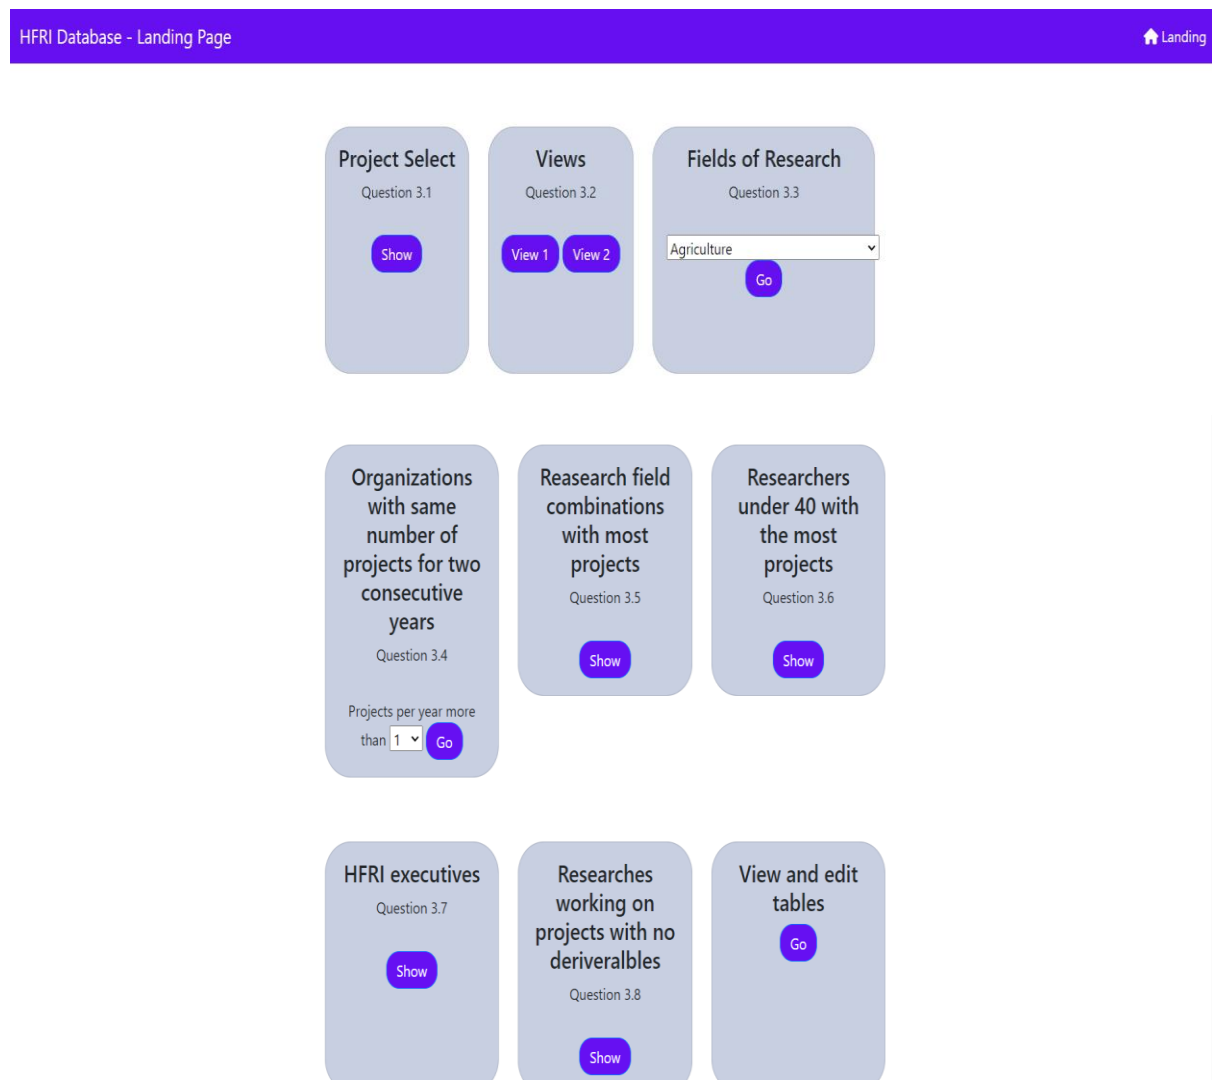 HFRI Database - Landing Page
Landing
Project Select
Question 3.1
Show
Views
Question 3.2
View 1 View 2
Fields of Research
Question 3.3
Agriculture
Go
Organizations
with same
number of
projects for two
consecutive
years
Question 3.4
Projects per year more
than 1 Go
Reasearch field
combinations
with most
projects
Question 3.5
Show
Researchers
under 40 with
the most
projects
Question 3.6
Show
HFRI executives
Question 3.7
Show
Researches
working on
projects with no
deriveralbles
Question 3.8
Show
View and edit
tables
Go